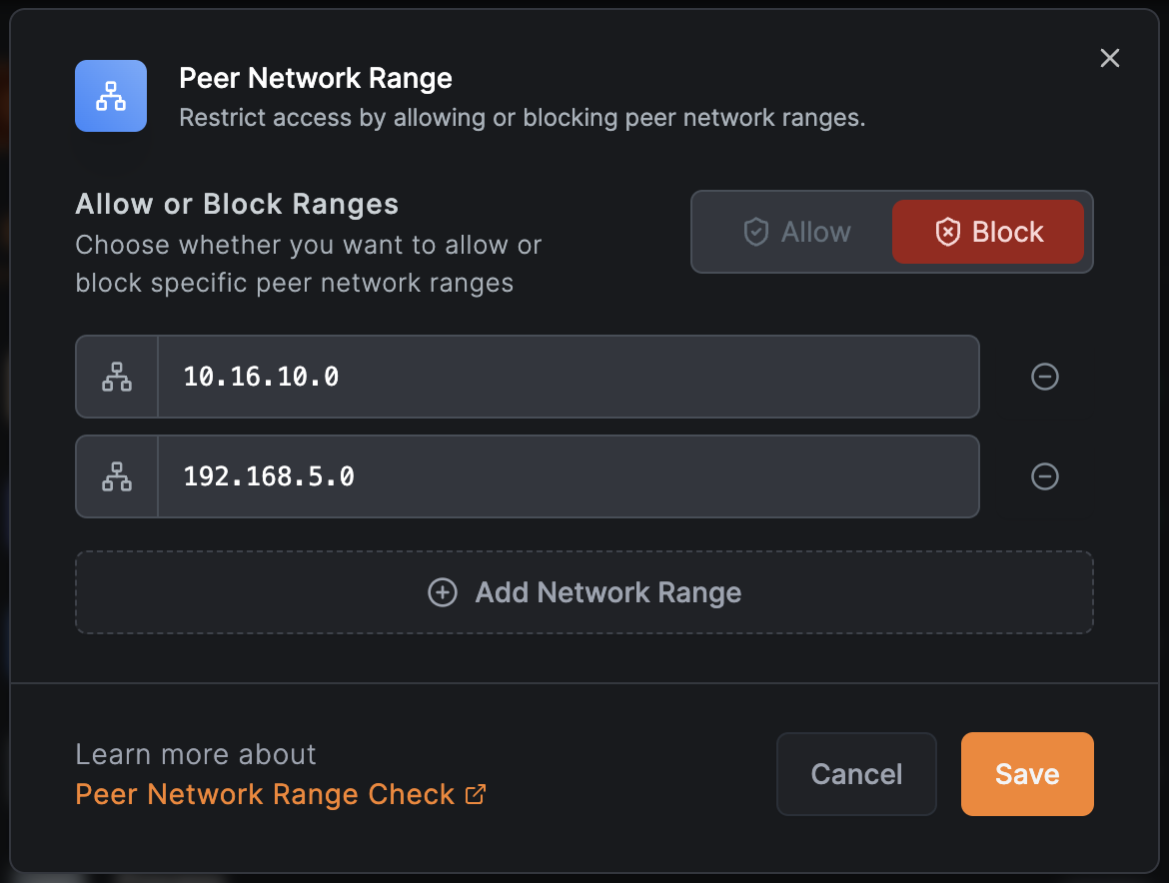 Peer Network Range
Restrict access by allowing or blocking peer network ranges.
Allow or Block Ranges
Choose whether you want to allow or
block specific peer network ranges
Allow
Block
10.16.10.0
192.168.5.0
Add Network Range
Learn more about
Peer Network Range Check
Cancel
Save